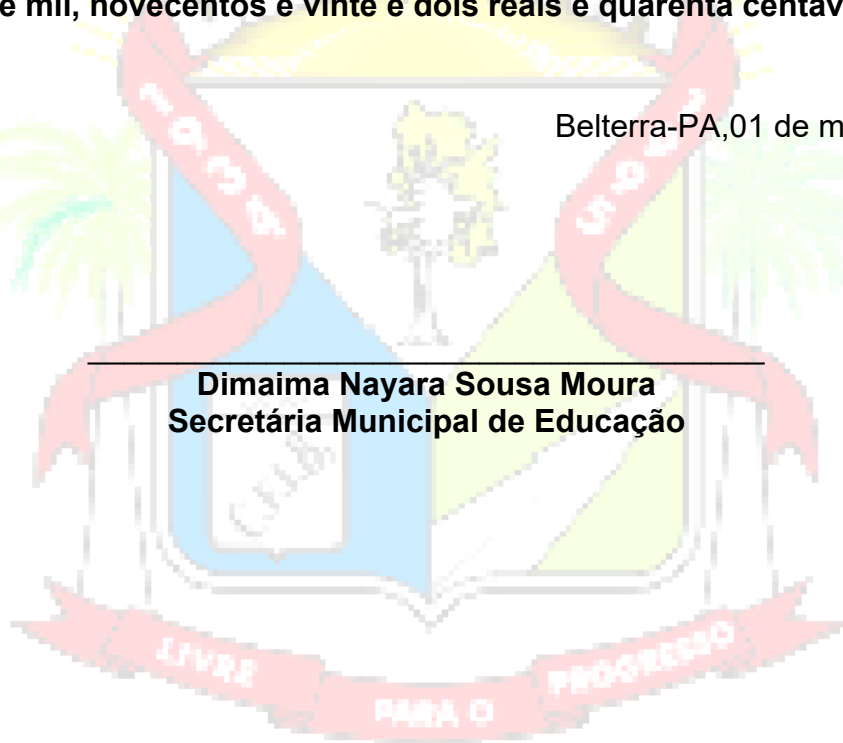 e mil, novecentos e vinte e dois reais e quarenta centav
Belterra-PA,01 de m
Dimaima Nayara Sousa Moura
Secretária Municipal de Educação
1934
LIVRE PARA O PROGRESSO